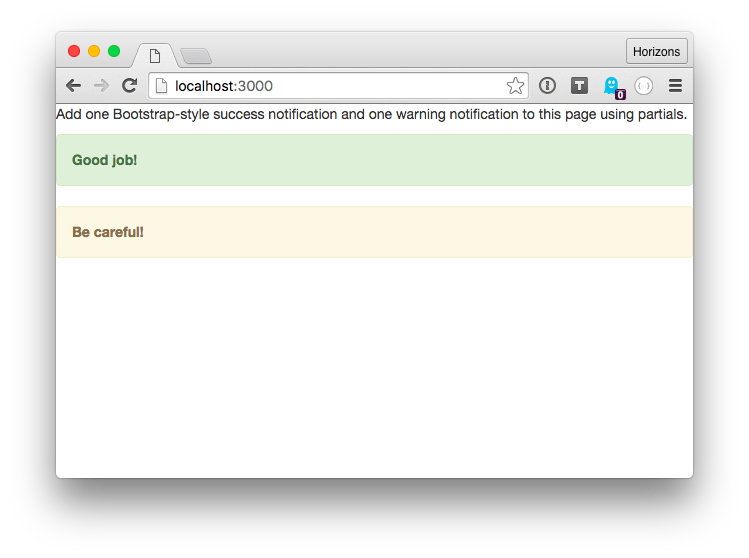 Horizons
localhost:3000
T
0
Add one Bootstrap-style success notification and one warning notification to this page using partials.
Good job!
Be careful!